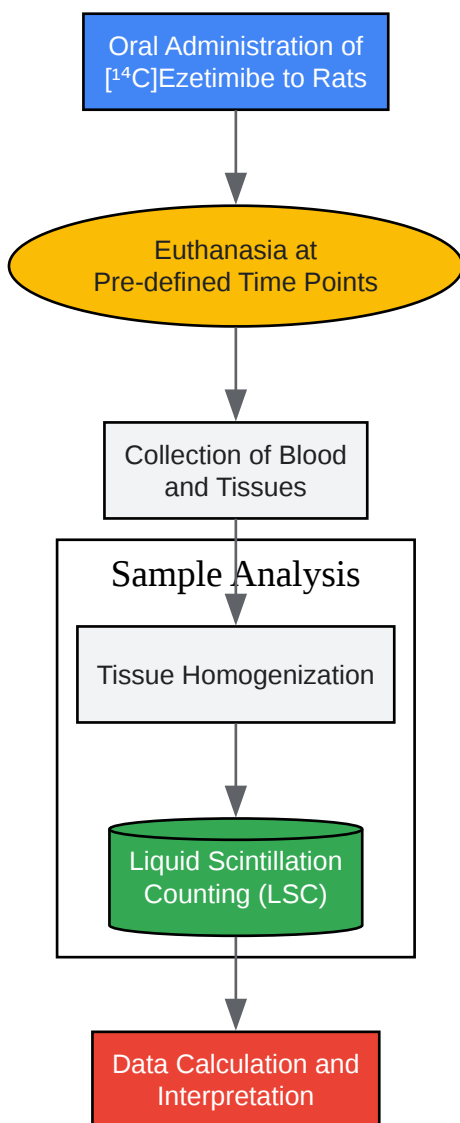 Oral Administration of
[¹⁴C]Ezetimibe to Rats
Euthanasia at
Pre-defined Time Points
Collection of Blood
and Tissues
Sample Analysis
Tissue Homogenization
Liquid Scintillation
Counting (LSC)
Data Calculation and
Interpretation